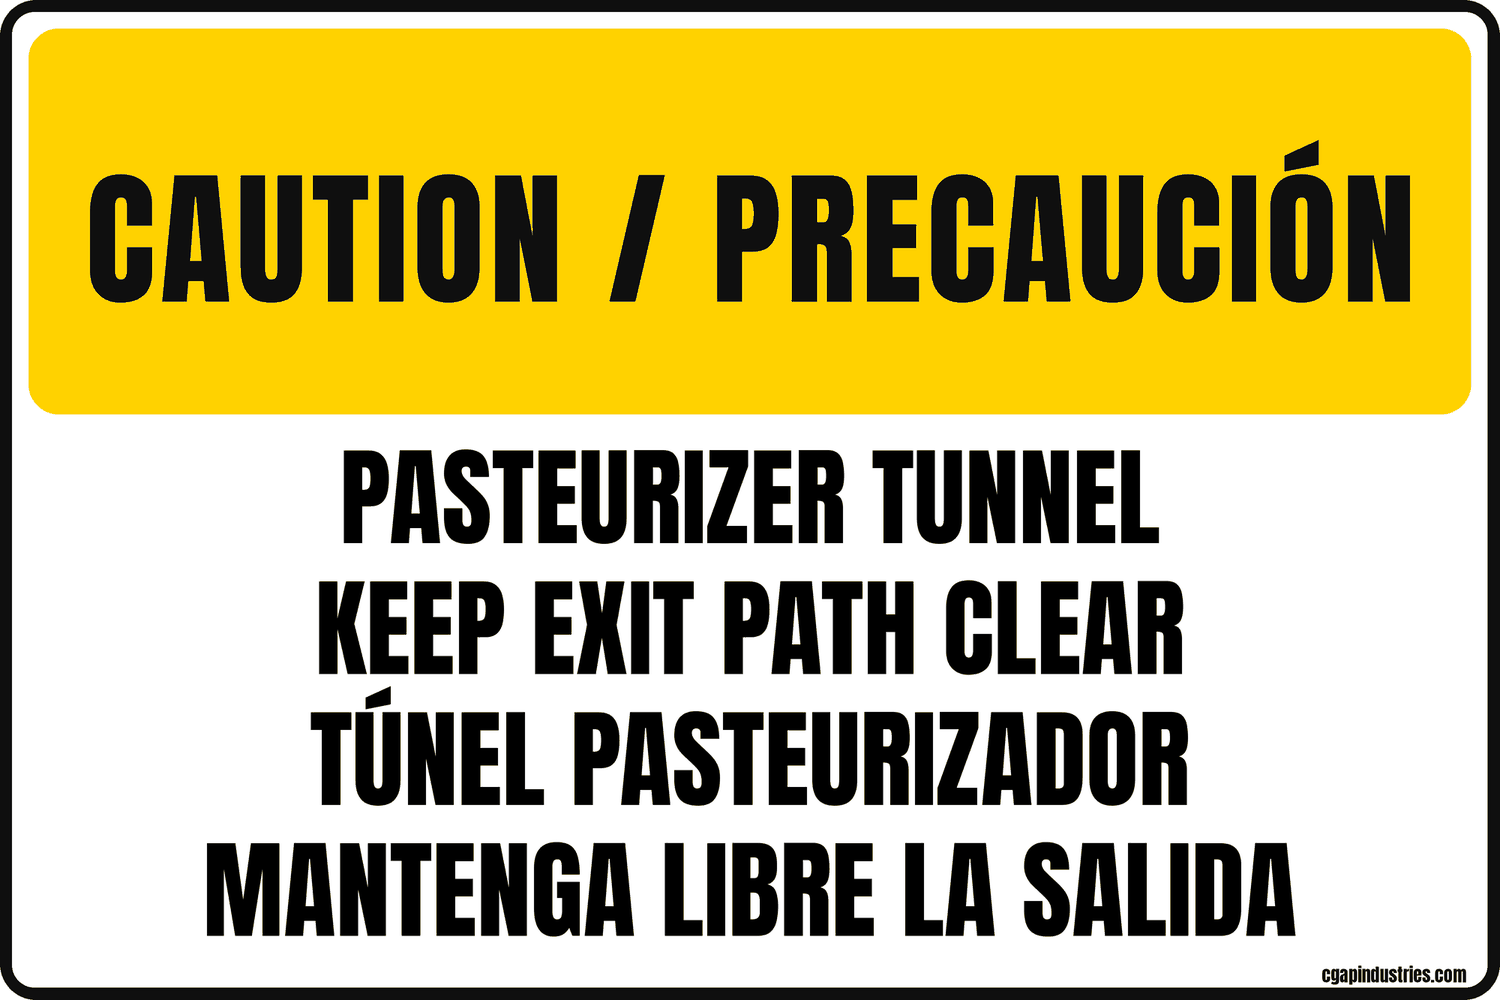 CAUTION / PRECAUCIÓN
PASTEURIZER TUNNEL
KEEP EXIT PATH CLEAR
TÚNEL PASTEURIZADOR
MANTENGA LIBRE LA SALIDA
cgapindustries.com